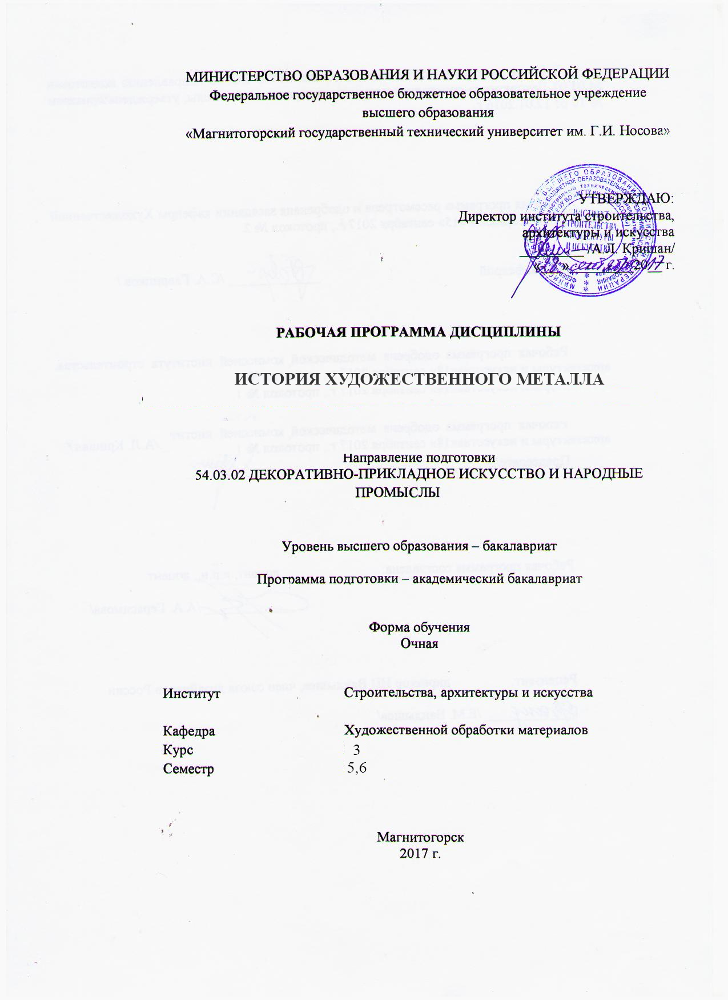 МИНИСТЕРСТВО ОБРАЗОВАНИЯ И НАУКИ РОССИЙСКОЙ ФЕДЕРАЦИИ
Федеральное государственное бюджетное образовательное учреждение
высшего образования
«Магнитогорский государственный технический университет им. Г.И. Носова»
УТВЕРЖДАЮ:
Директор института строительства,
архитектуры и искусства
/А.Л. Кришан/
« » сентября 2017 г.
РАБОЧАЯ ПРОГРАММА ДИСЦИПЛИНЫ
ИСТОРИЯ ХУДОЖЕСТВЕННОГО МЕТАЛЛА
Направление подготовки
54.03.02 ДЕКОРАТИВНО-ПРИКЛАДНОЕ ИСКУССТВО И НАРОДНЫЕ
ПРОМЫСЛЫ
Уровень высшего образования – бакалавриат
Программа подготовки – академический бакалавриат
Форма обучения
Очная
Институт Строительства, архитектуры и искусства
Кафедра Художественной обработки материалов
Курс 3
Семестр 5,6
Магнитогорск
2017 г.